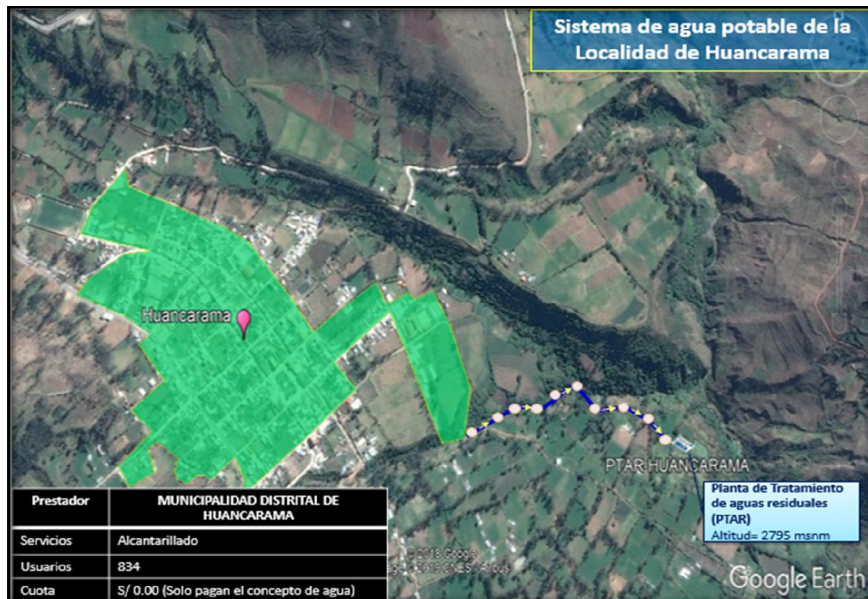 Sistema de agua potable de la
Localidad de Huancarama
Huancarama
PTAR HUANCARAMA
Planta de Tratamiento
de aguas residuales
(PTAR)
Altitud= 2795 msnm
Prestador MUNICIPALIDAD DISTRITAL DE
HUANCARAMA
Servicios Alcantarillado
Usuarios 834
Cuota S/ 0.00 (Solo pagan el concepto de agua)
© 2018 Google
Google Earth